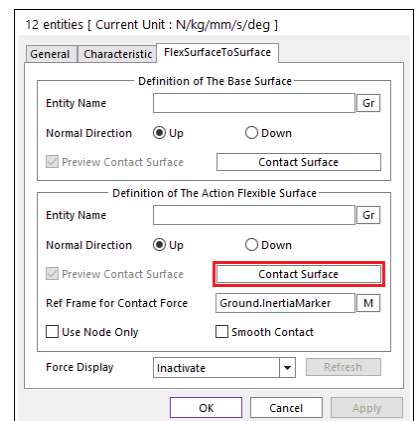 12 entities [ Current Unit : N/kg/mm/s/deg ]
General Characteristic FlexSurfaceToSurface
Definition of The Base Surface
Entity Name Gr
Normal Direction Up Down
Preview Contact Surface Contact Surface
Definition of The Action Flexible Surface
Entity Name Gr
Normal Direction Up Down
Preview Contact Surface Contact Surface
Ref Frame for Contact Force Ground.InertiaMarker M
Use Node Only Smooth Contact
Force Display Inactivate Refresh
OK Cancel Apply